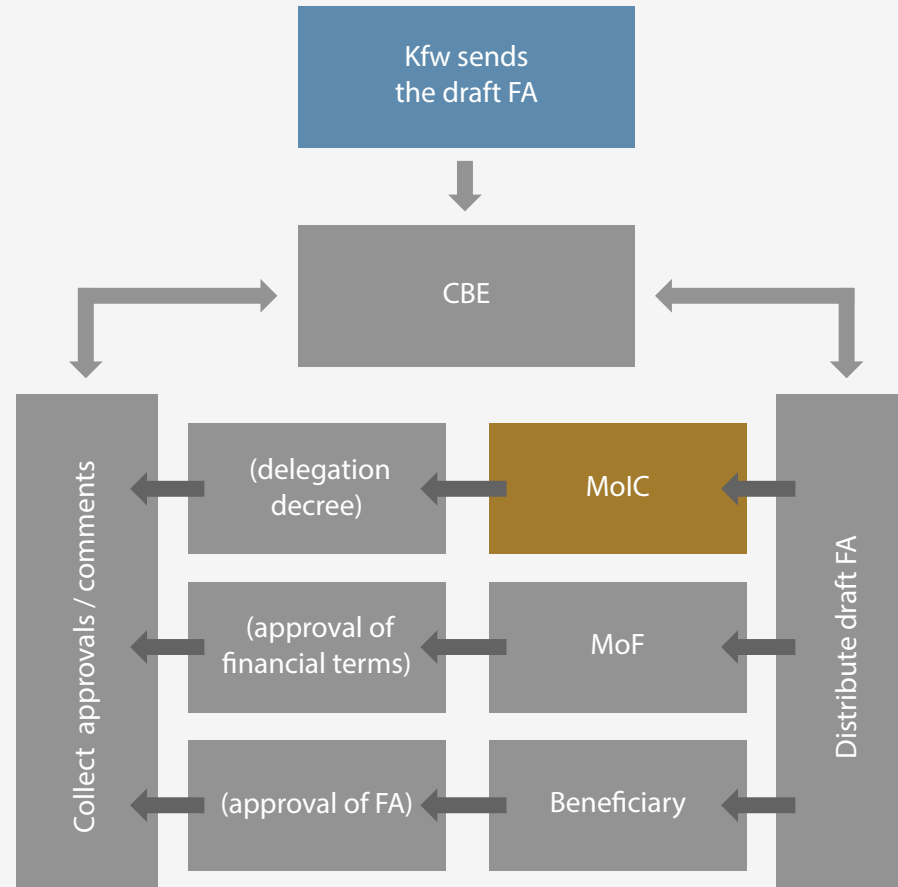 Kfw sends
the draft FA
CBE
Collect approvals / comments
(delegation
decree)
MoIC
(approval of
financial terms)
MoF
(approval of FA)
Beneficiary
Distribute draft FA